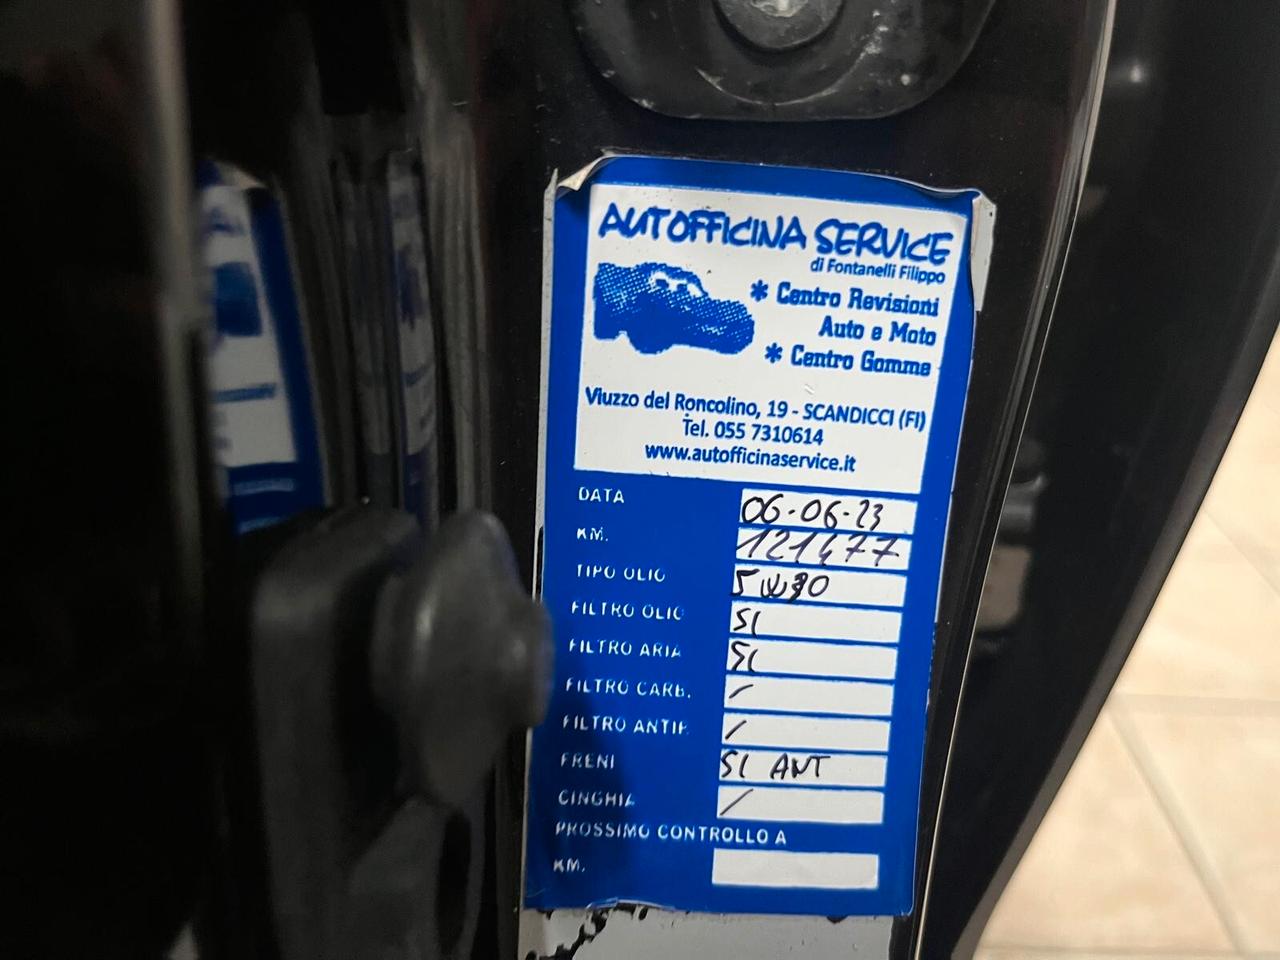 AUTOFFICINA SERVICE
di Fontanelli Filippo
* Centro Revisioni
Auto e Moto
* Centro Gomme
Viuzzo del Roncolino, 19 - SCANDICCI (FI)
Tel. 055 7310614
www.autofficinaservice.it
DATA 06-06-23
KM. 121477
TIPO OLIO 5W30
FILTRO OLIO SI
FILTRO ARIA SI
FILTRO CARB. /
FILTRO ANTIP. /
FRENI SI ANT
CINGHIA /
PROSSIMO CONTROLLO A
KM.